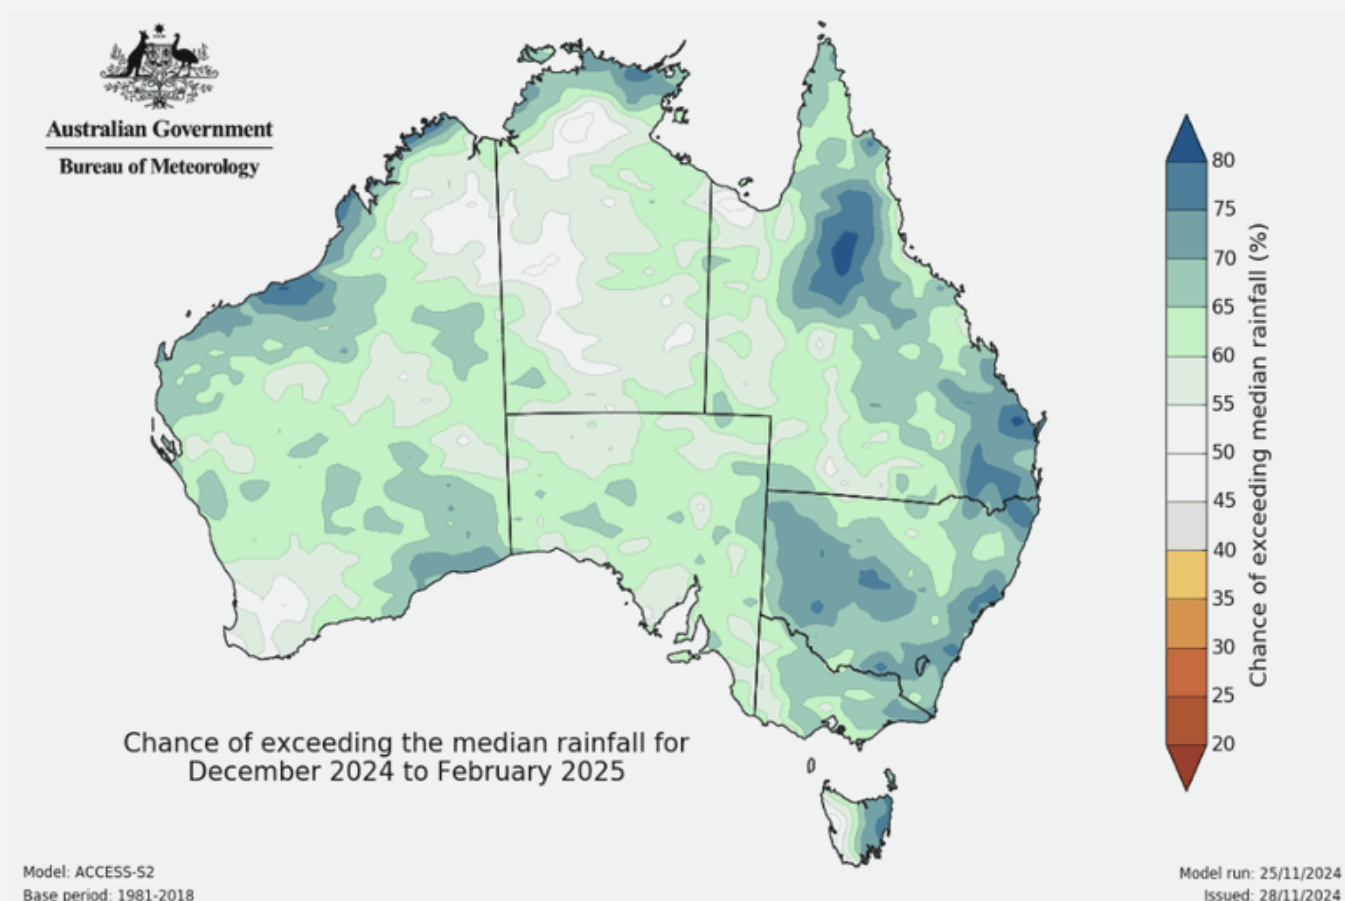 Australian Government
Bureau of Meteorology
80
75
70
65
60
55
50
45
40
35
30
25
20
Chance of exceeding median rainfall (%)
Chance of exceeding the median rainfall for
December 2024 to February 2025
Model: ACCESS-S2
Base period: 1981-2018
Model run: 25/11/2024
Issued: 28/11/2024